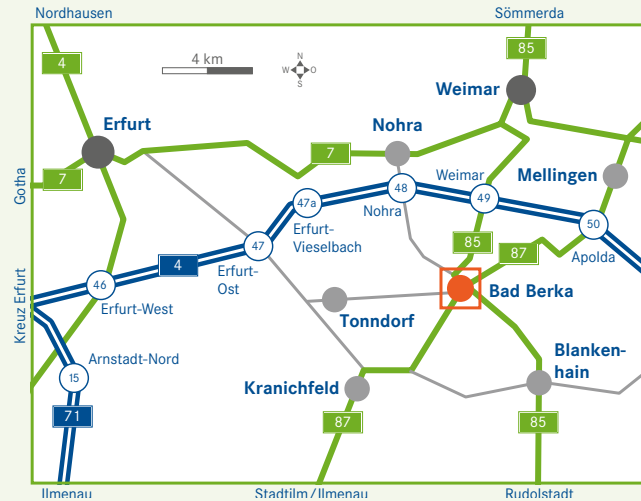 Nordhausen
Sömmerda
4
85
4 km
N
W O
S
Weimar
Erfurt
Nohra
7
Mellingen
Gotha
7
Weimar
48
47a
Nohra
49
Erfurt-
Vieselbach
50
85
87
Apolda
47
4
Erfurt-
Ost
46
Erfurt-West
Bad Berka
Kreuz Erfurt
Tonndorf
Arnstadt-Nord
15
Blanken-
hain
Kranichfeld
71
87
85
Ilmenau
Stadtilm/Ilmenau
Rudolstadt